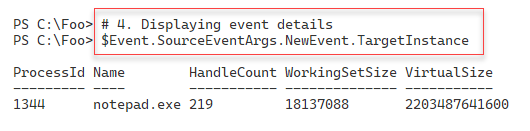 PS C:\Foo> # 4. Displaying event details
PS C:\Foo> $Event.SourceEventArgs.NewEvent.TargetInstance
ProcessId Name        HandleCount WorkingSetSize VirtualSize
--------- ----        ----------- -------------- -----------
1344      notepad.exe 219         18137088       2203487641600